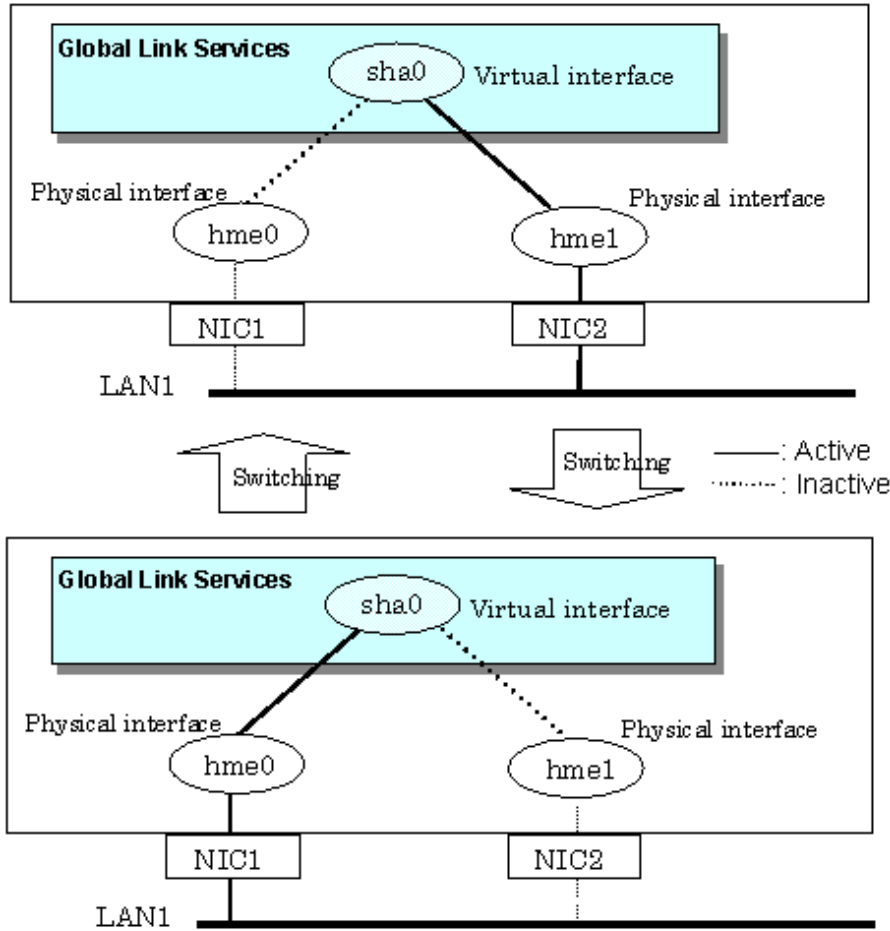 Global Link Services
sha0
Virtual interface
Physical interface
Physical interface
hme0
hme1
NIC1
NIC2
LAN1
Switching
Switching
: Active
: Inactive
Global Link Services
sha0
Virtual interface
Physical interface
Physical interface
hme0
hme1
NIC1
NIC2
LAN1